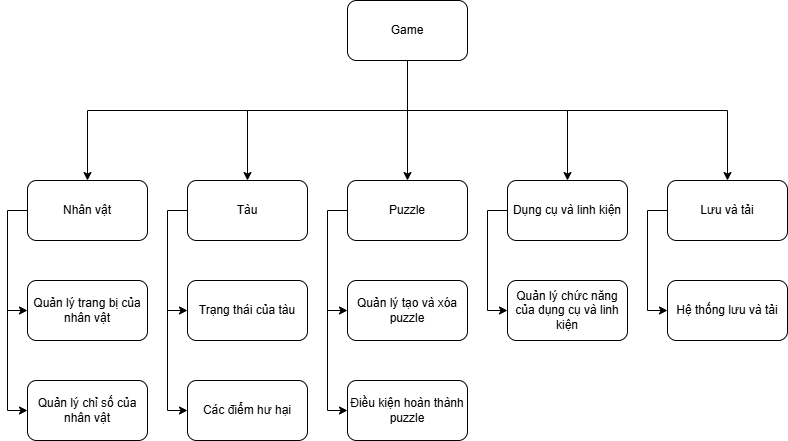 Game
Nhân vật
Tàu
Puzzle
Dụng cụ và linh kiện
Lưu và tải
Quản lý trang bị của
nhân vật
Trạng thái của tàu
Quản lý tạo và xóa
puzzle
Quản lý chức năng
của dụng cụ và linh
kiện
Hệ thống lưu và tải
Quản lý chỉ số của
nhân vật
Các điểm hư hại
Điều kiện hoàn thành
puzzle